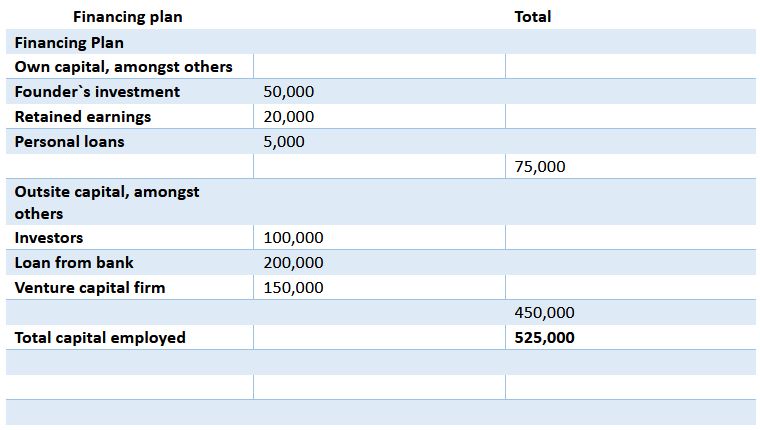 Financing plan Total
Financing Plan
Own capital, amongst others
Founder`s investment 50,000
Retained earnings 20,000
Personal loans 5,000
75,000
Outsite capital, amongst
others
Investors 100,000
Loan from bank 200,000
Venture capital firm 150,000
450,000
Total capital employed 525,000